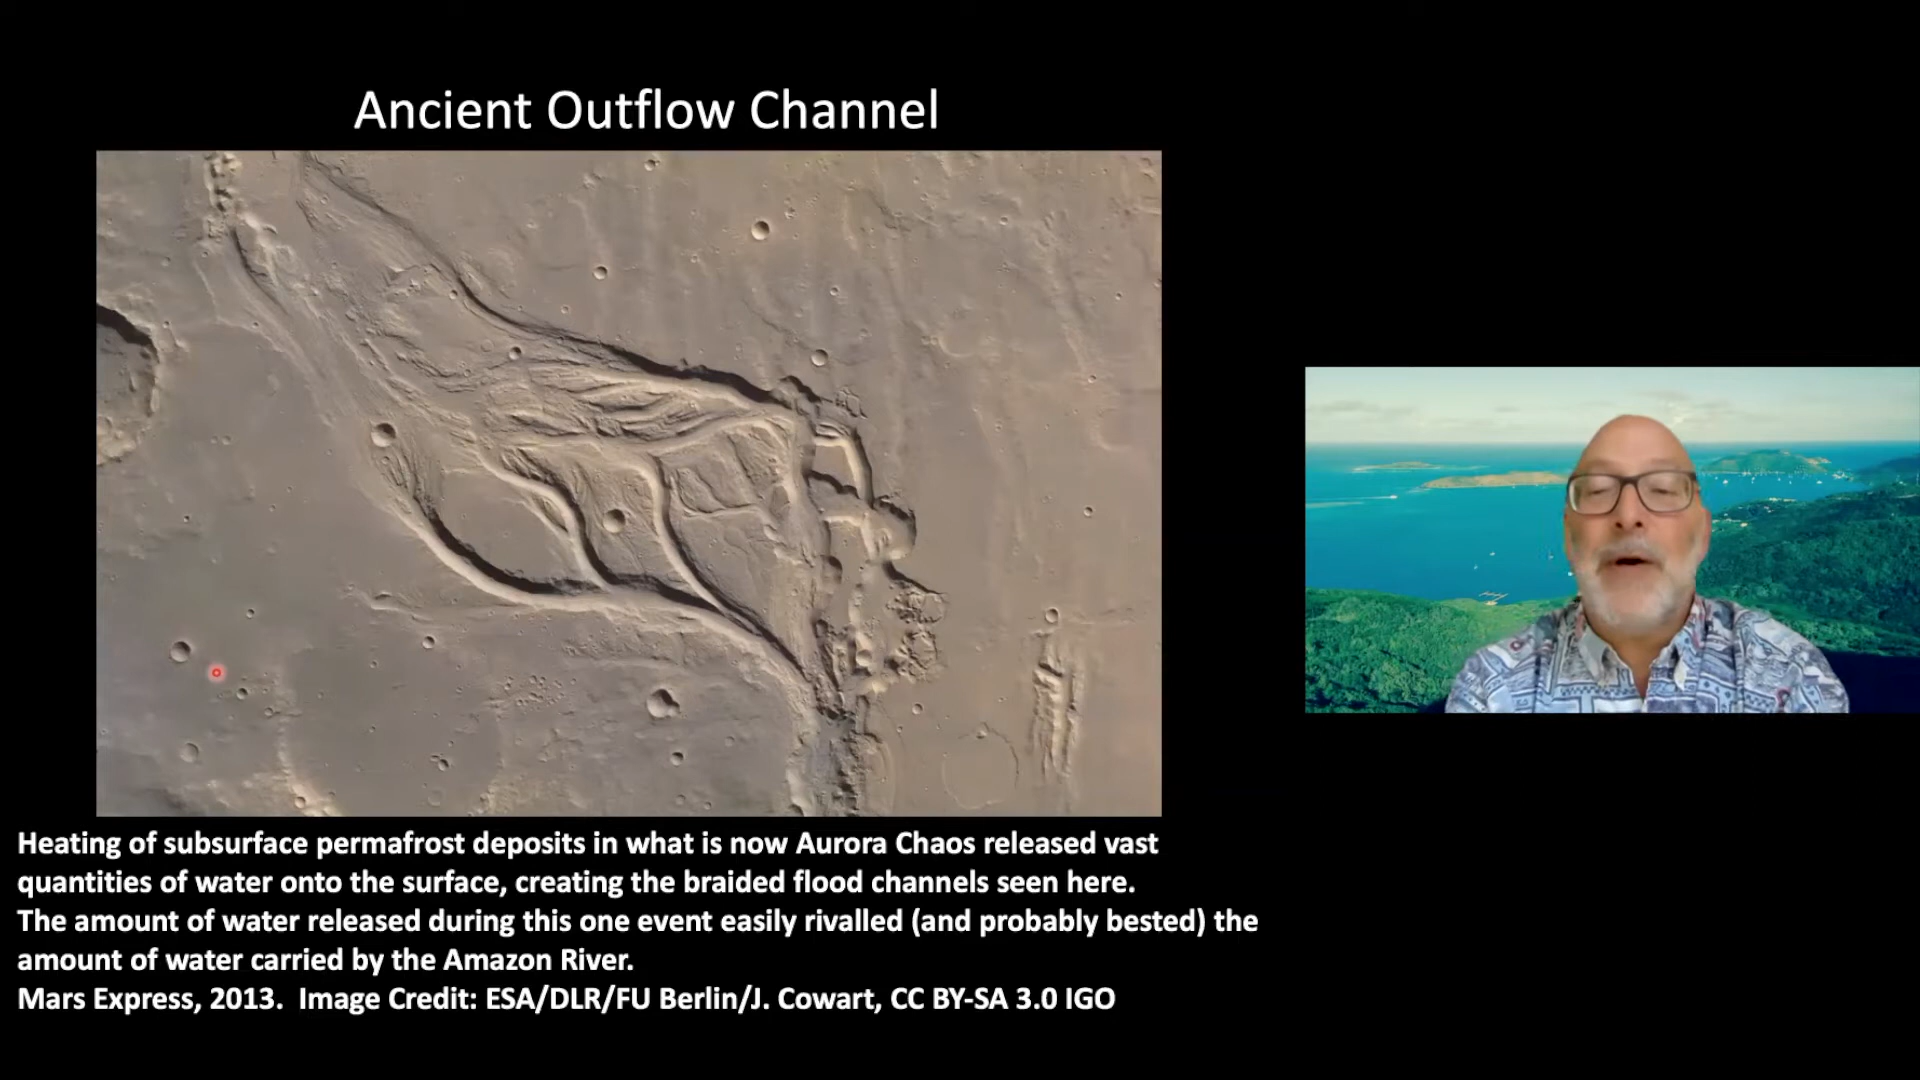 Ancient Outflow Channel
Heating of subsurface permafrost deposits in what is now Aurora Chaos released vast
quantities of water onto the surface, creating the braided flood channels seen here.
The amount of water released during this one event easily rivalled (and probably bested) the
amount of water carried by the Amazon River.
Mars Express, 2013.  Image Credit: ESA/DLR/FU Berlin/J. Cowart, CC BY-SA 3.0 IGO